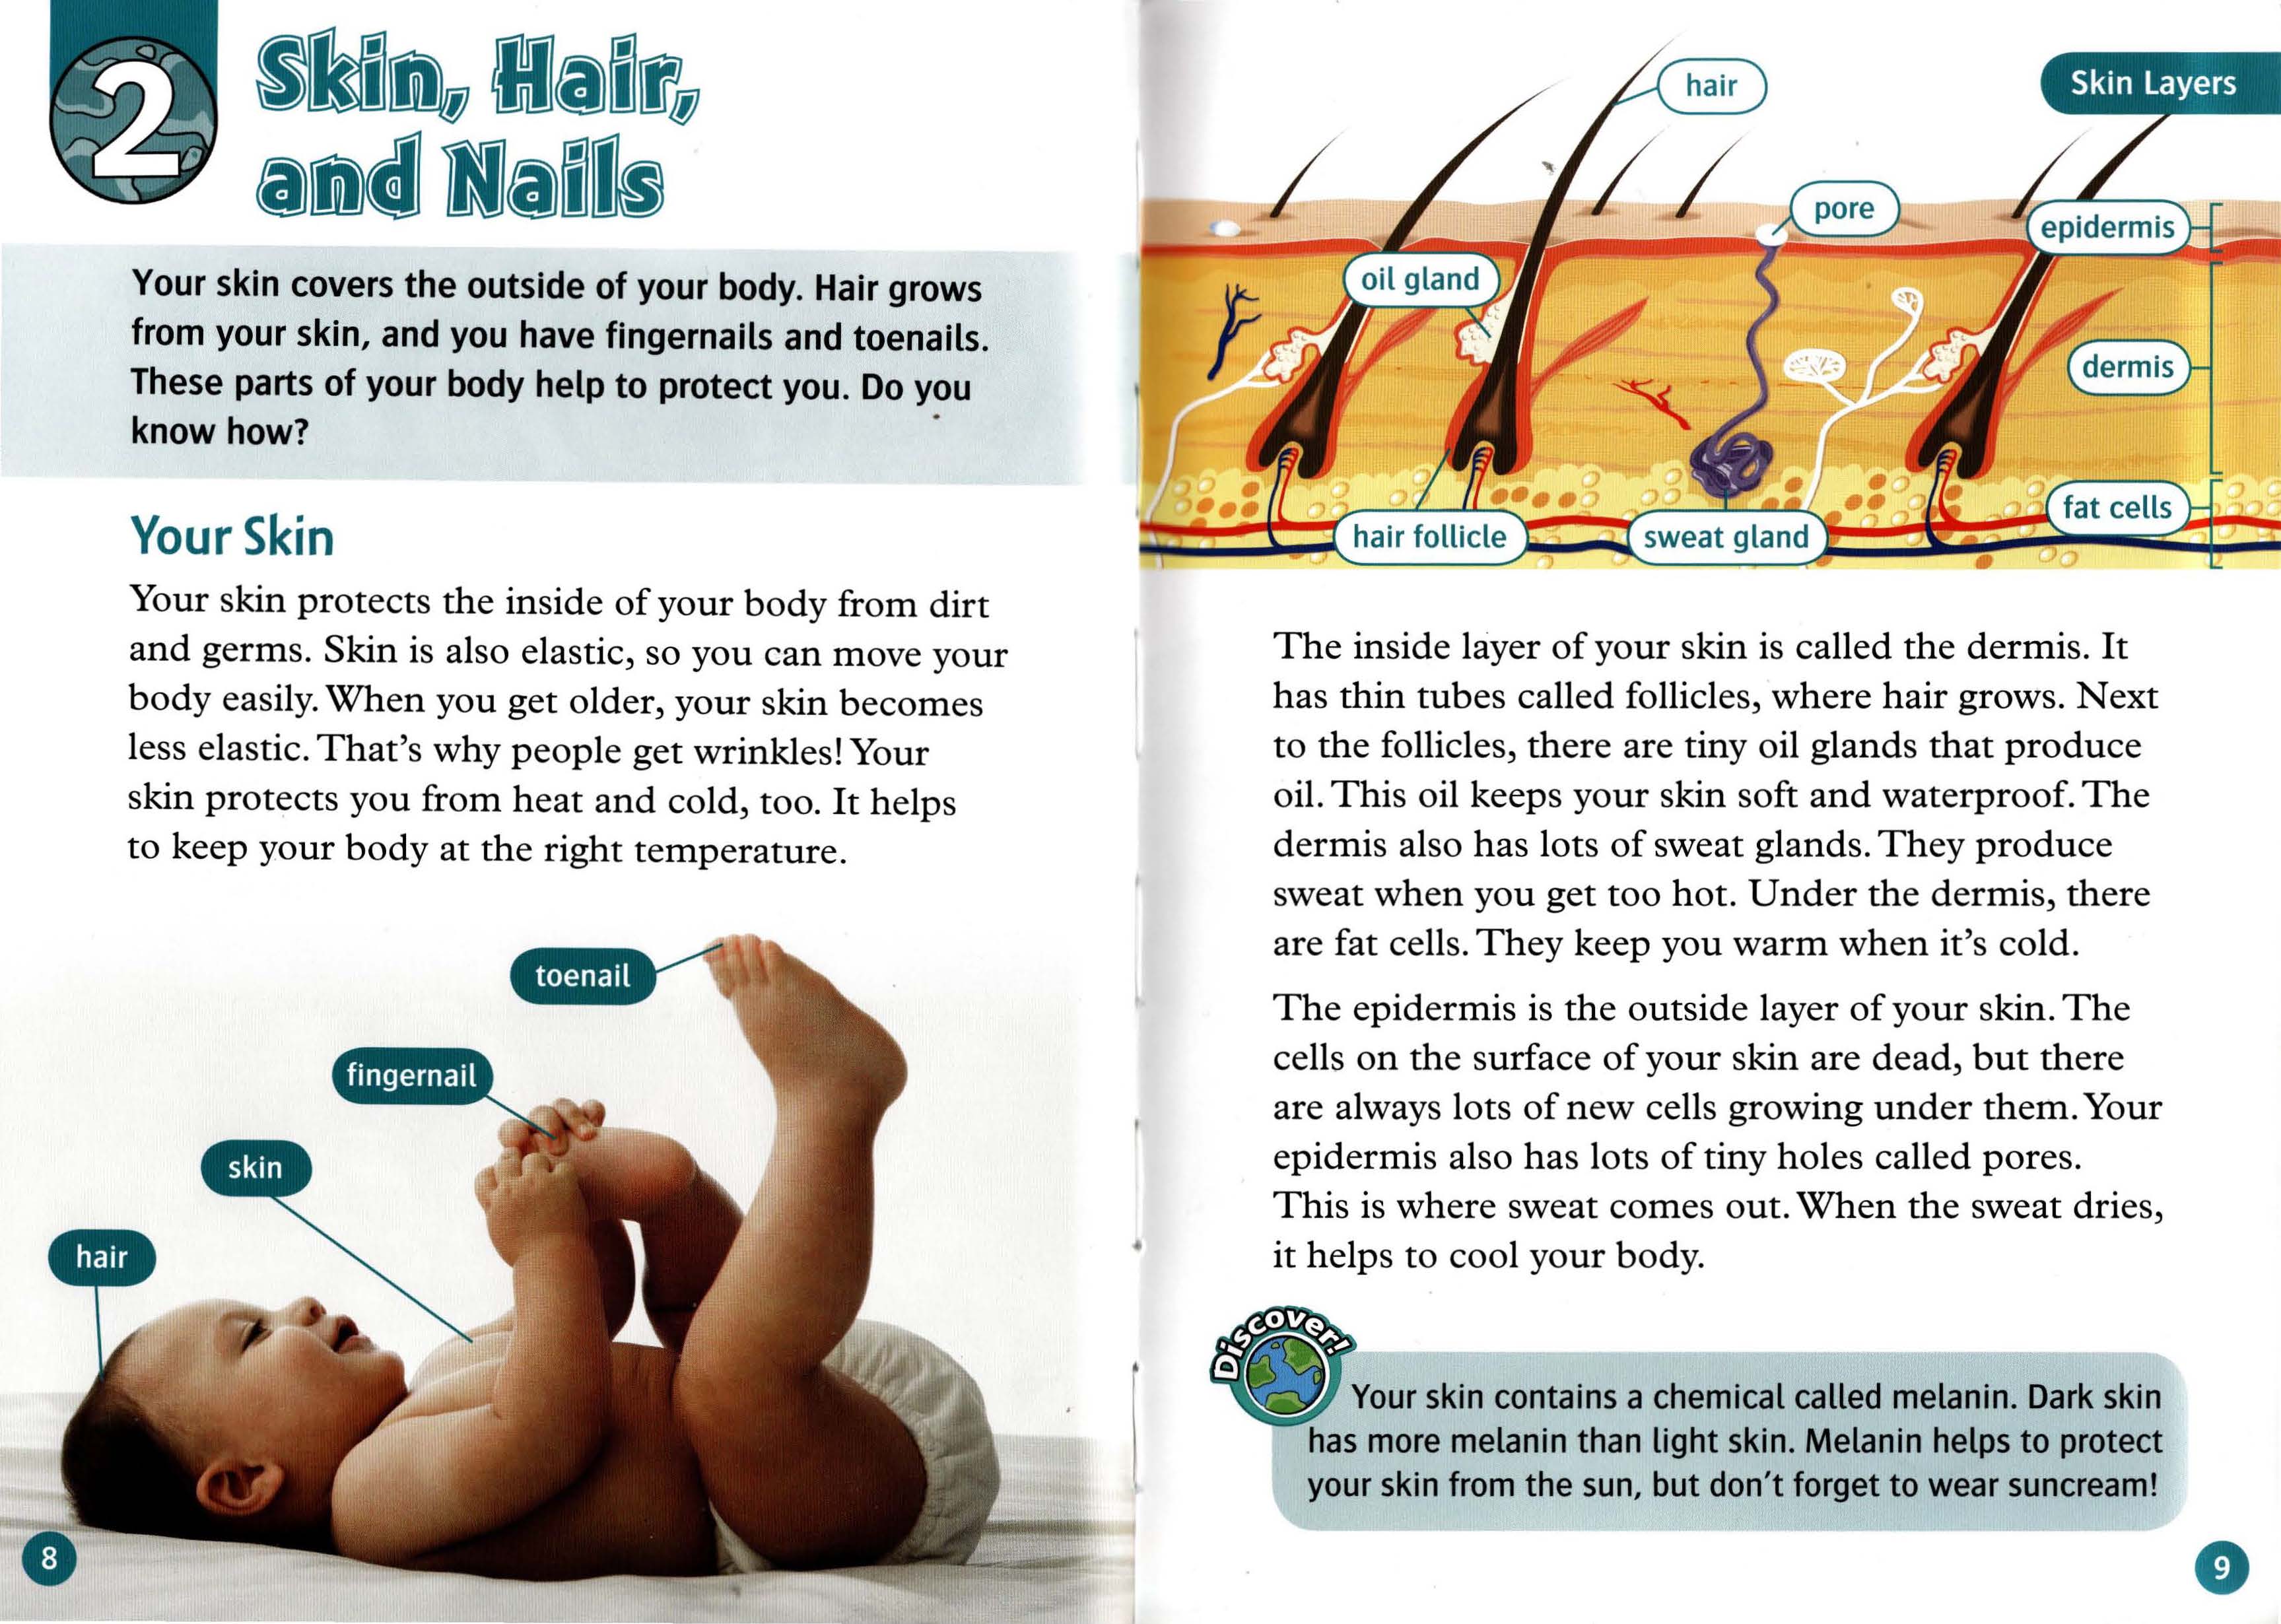 2
Skin, Hair,
and Nails
Your skin covers the outside of your body. Hair grows
from your skin, and you have fingernails and toenails.
These parts of your body help to protect you. Do you
know how?
Your Skin
Your skin protects the inside of your body from dirt
and germs. Skin is also elastic, so you can move your
body easily. When you get older, your skin becomes
less elastic. That's why people get wrinkles! Your
skin protects you from heat and cold, too. It helps
to keep your body at the right temperature.
toenail
fingernail
skin
hair
8
Skin Layers
hair
pore
epidermis
oil gland
dermis
fat cells
hair follicle
sweat gland
The inside layer of your skin is called the dermis. It
has thin tubes called follicles, where hair grows. Next
to the follicles, there are tiny oil glands that produce
oil. This oil keeps your skin soft and waterproof. The
dermis also has lots of sweat glands. They produce
sweat when you get too hot. Under the dermis, there
are fat cells. They keep you warm when it's cold.
The epidermis is the outside layer of your skin. The
cells on the surface of your skin are dead, but there
are always lots of new cells growing under them. Your
epidermis also has lots of tiny holes called pores.
This is where sweat comes out. When the sweat dries,
it helps to cool your body.
Discover!
Your skin contains a chemical called melanin. Dark skin
has more melanin than light skin. Melanin helps to protect
your skin from the sun, but don't forget to wear suncream!
9